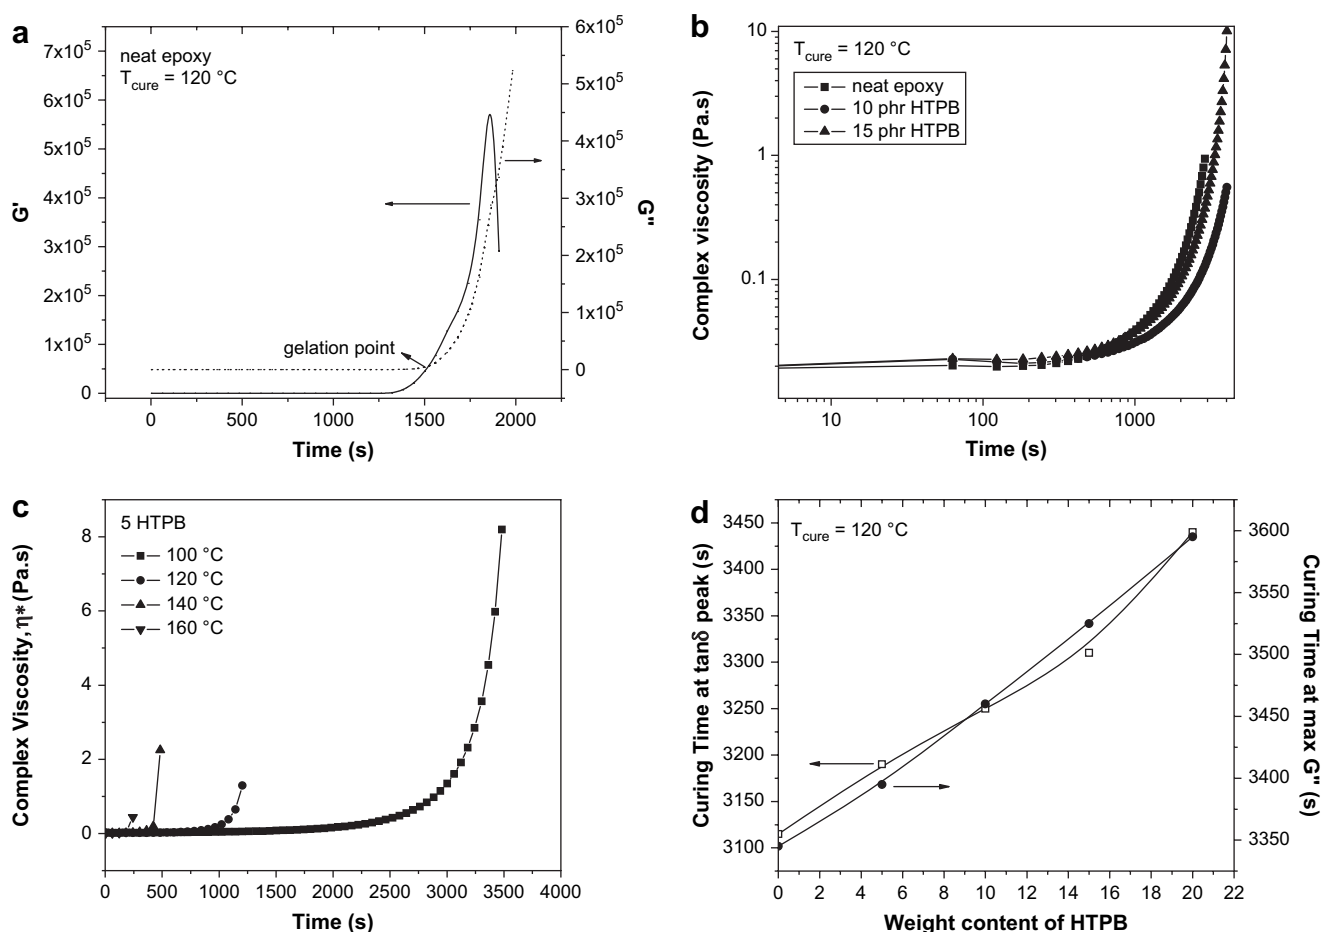 a
neat epoxy
T_cure = 120 °C
7x10^5
6x10^5
5x10^5
4x10^5
3x10^5
2x10^5
1x10^5
0
G'
6x10^5
5x10^5
4x10^5
3x10^5
2x10^5
1x10^5
0
G"
gelation point
0 500 1000 1500 2000
Time (s)
b
T_cure = 120 °C
neat epoxy
10 phr HTPB
15 phr HTPB
10
1
0.1
Complex viscosity (Pa.s)
10 100 1000
Time (s)
c
5 HTPB
100 °C
120 °C
140 °C
160 °C
8
6
4
2
0
Complex Viscosity, η* (Pa.s)
0 500 1000 1500 2000 2500 3000 3500 4000
Time (s)
d
T_cure = 120 °C
3450
3400
3350
3300
3250
3200
3150
3100
Curing Time at tanδ peak (s)
3600
3550
3500
3450
3400
3350
Curing Time at max G" (s)
0 2 4 6 8 10 12 14 16 18 20 22
Weight content of HTPB